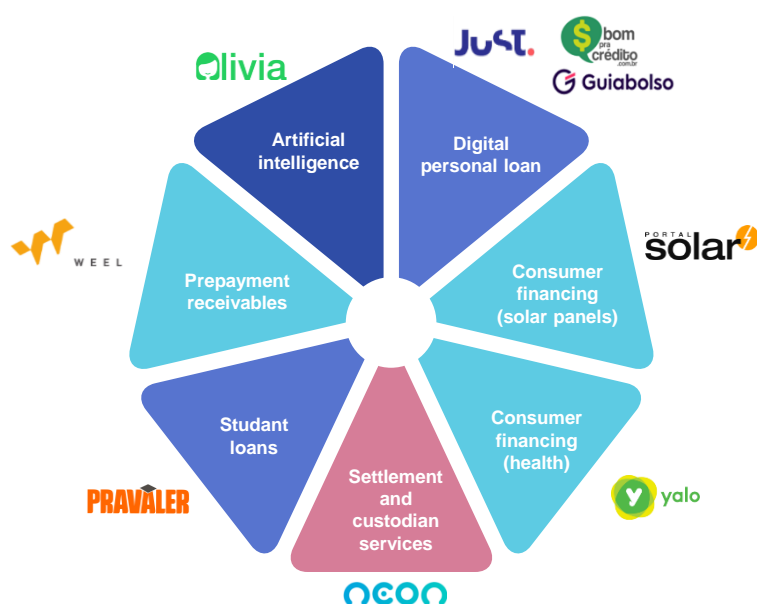 Olivia
JUST.
$ bom
pra
crédito
.com.br
Guiabolso
Artificial
intelligence
Digital
personal loan
WEEL
PORTAL
solar
Prepayment
receivables
Consumer
financing
(solar panels)
Studant
loans
Consumer
financing
(health)
Settlement
and
custodian
services
PRAVALER
y yalo